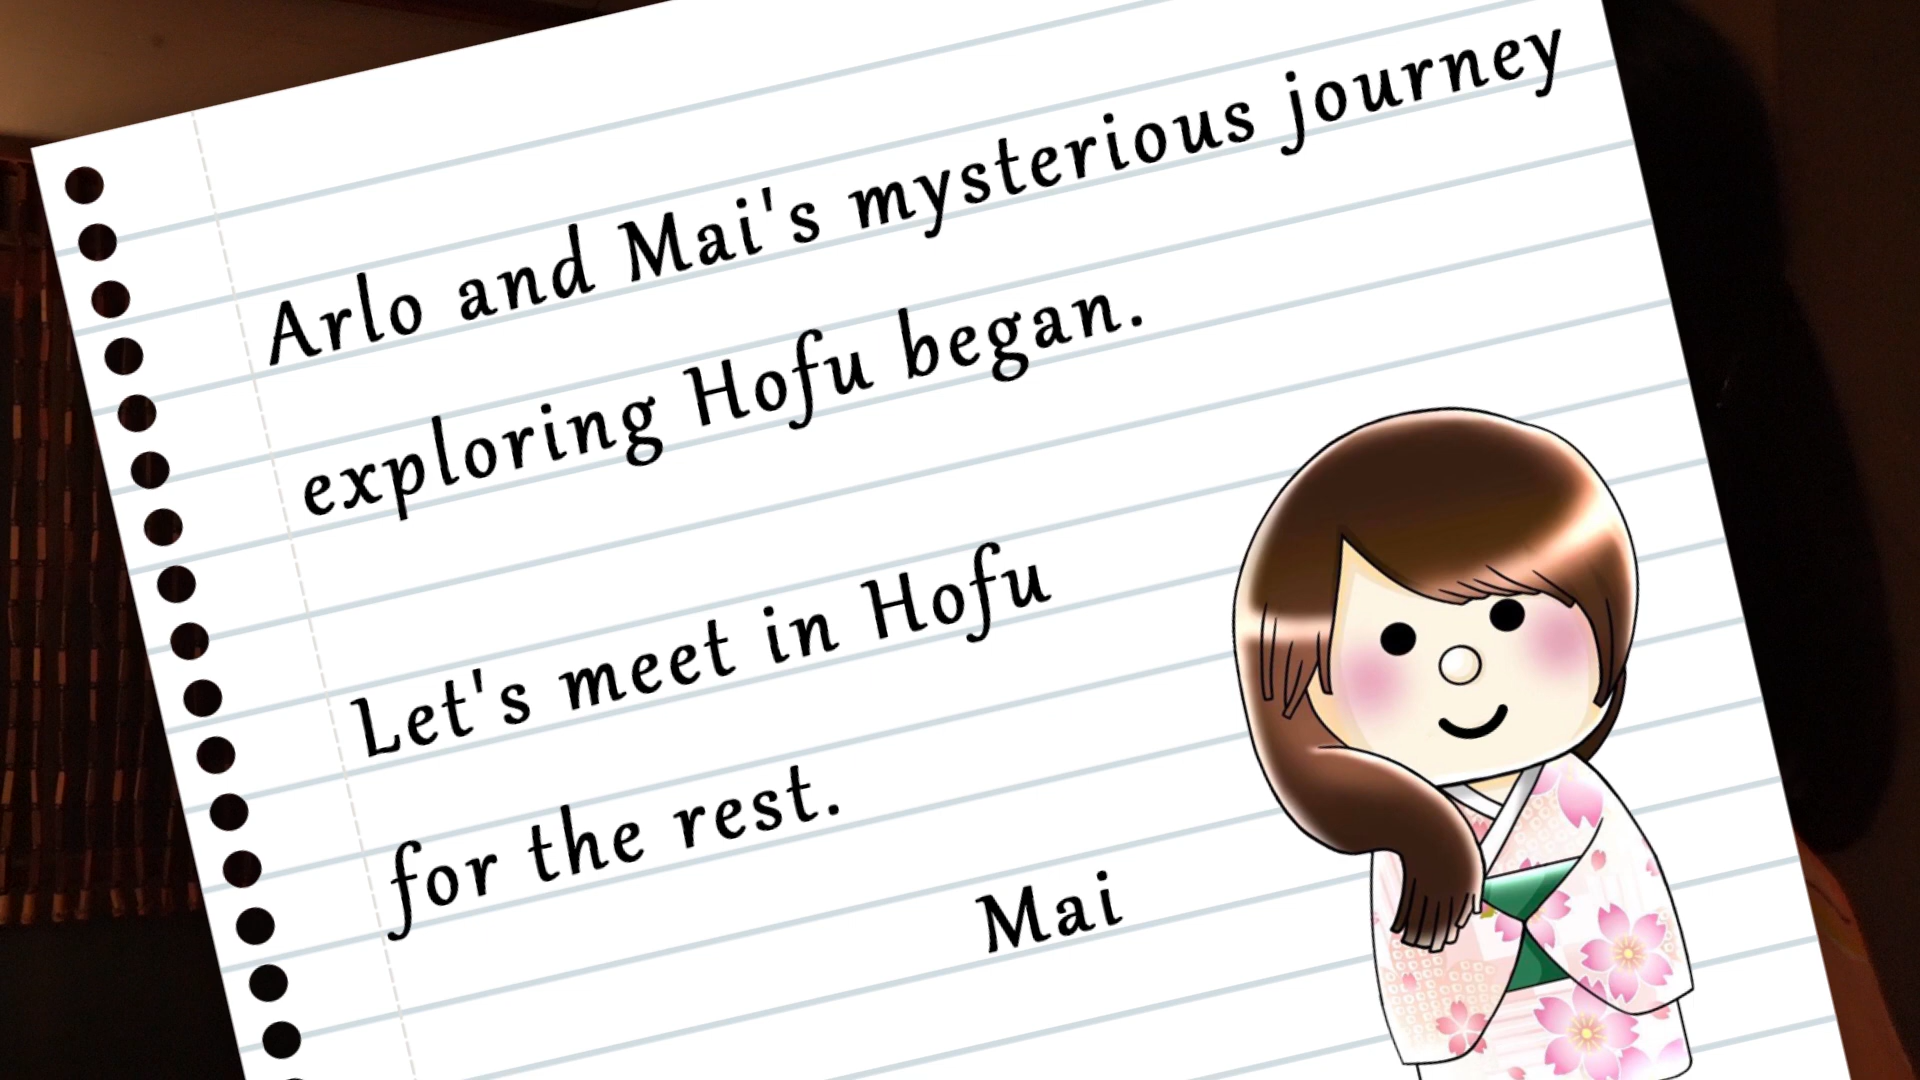 Arlo and Mai's mysterious journey
exploring Hofu began.
Let's meet in Hofu
for the rest.
Mai